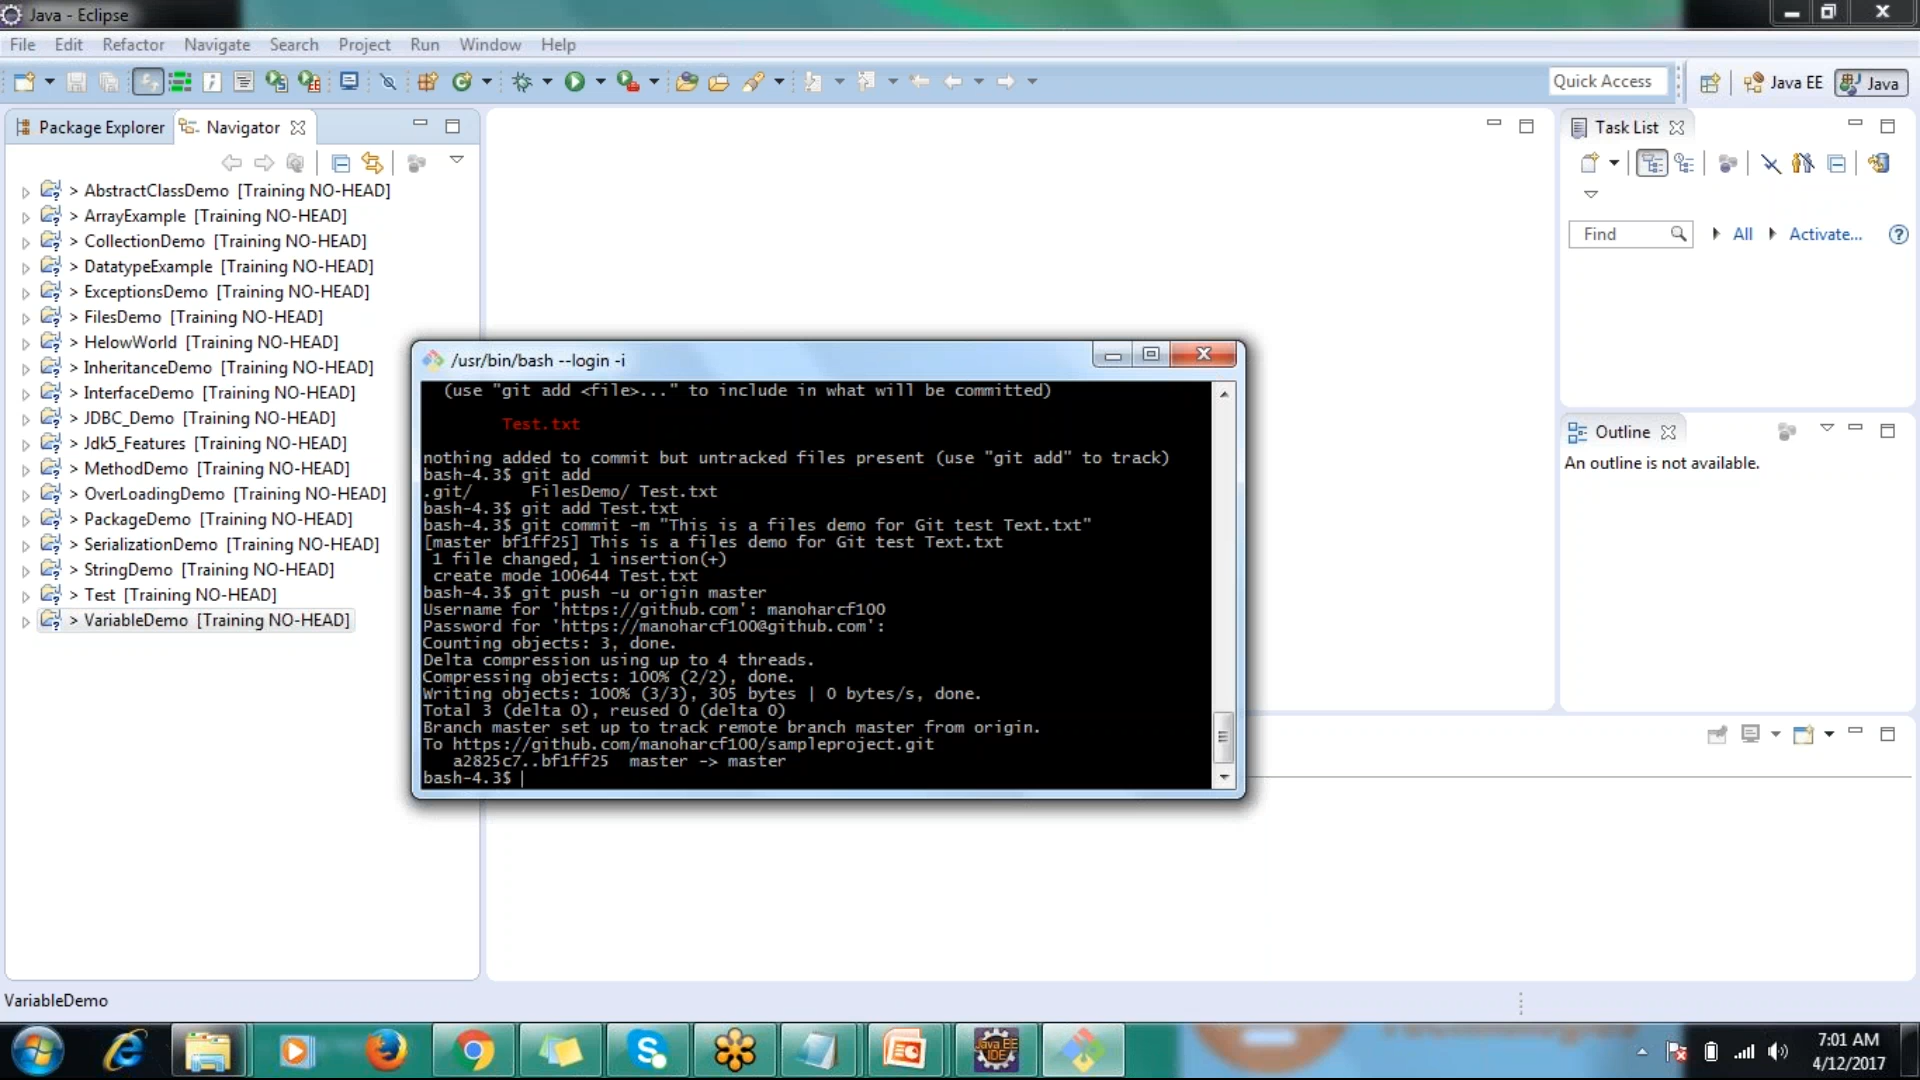 Java - Eclipse
File Edit Refactor Navigate Search Project Run Window Help
Quick Access
Java EE
Java
Package Explorer
Navigator
> AbstractClassDemo [Training NO-HEAD]
> ArrayExample [Training NO-HEAD]
> CollectionDemo [Training NO-HEAD]
> DatatypeExample [Training NO-HEAD]
> ExceptionsDemo [Training NO-HEAD]
> FilesDemo [Training NO-HEAD]
> HelowWorld [Training NO-HEAD]
> InheritanceDemo [Training NO-HEAD]
> InterfaceDemo [Training NO-HEAD]
> JDBC_Demo [Training NO-HEAD]
> Jdk5_Features [Training NO-HEAD]
> MethodDemo [Training NO-HEAD]
> OverLoadingDemo [Training NO-HEAD]
> PackageDemo [Training NO-HEAD]
> SerializationDemo [Training NO-HEAD]
> StringDemo [Training NO-HEAD]
> Test [Training NO-HEAD]
> VariableDemo [Training NO-HEAD]
/usr/bin/bash --login -i
(use "git add <file>..." to include in what will be committed)
Test.txt
nothing added to commit but untracked files present (use "git add" to track)
bash-4.3$ git add
.git/ FilesDemo/ Test.txt
bash-4.3$ git add Test.txt
bash-4.3$ git commit -m "This is a files demo for Git test Text.txt"
[master bf1ff25] This is a files demo for Git test Text.txt
1 file changed, 1 insertion(+)
create mode 100644 Test.txt
bash-4.3$ git push -u origin master
Username for 'https://github.com': manoharcf100
Password for 'https://manoharcf100@github.com':
Counting objects: 3, done.
Delta compression using up to 4 threads.
Compressing objects: 100% (2/2), done.
Writing objects: 100% (3/3), 305 bytes | 0 bytes/s, done.
Total 3 (delta 0), reused 0 (delta 0)
Branch master set up to track remote branch master from origin.
To https://github.com/manoharcf100/sampleproject.git
a2825c7..bf1ff25 master -> master
bash-4.3$
Task List
Find
All
Activate...
Outline
An outline is not available.
VariableDemo
Java EE
IDE
7:01 AM
4/12/2017